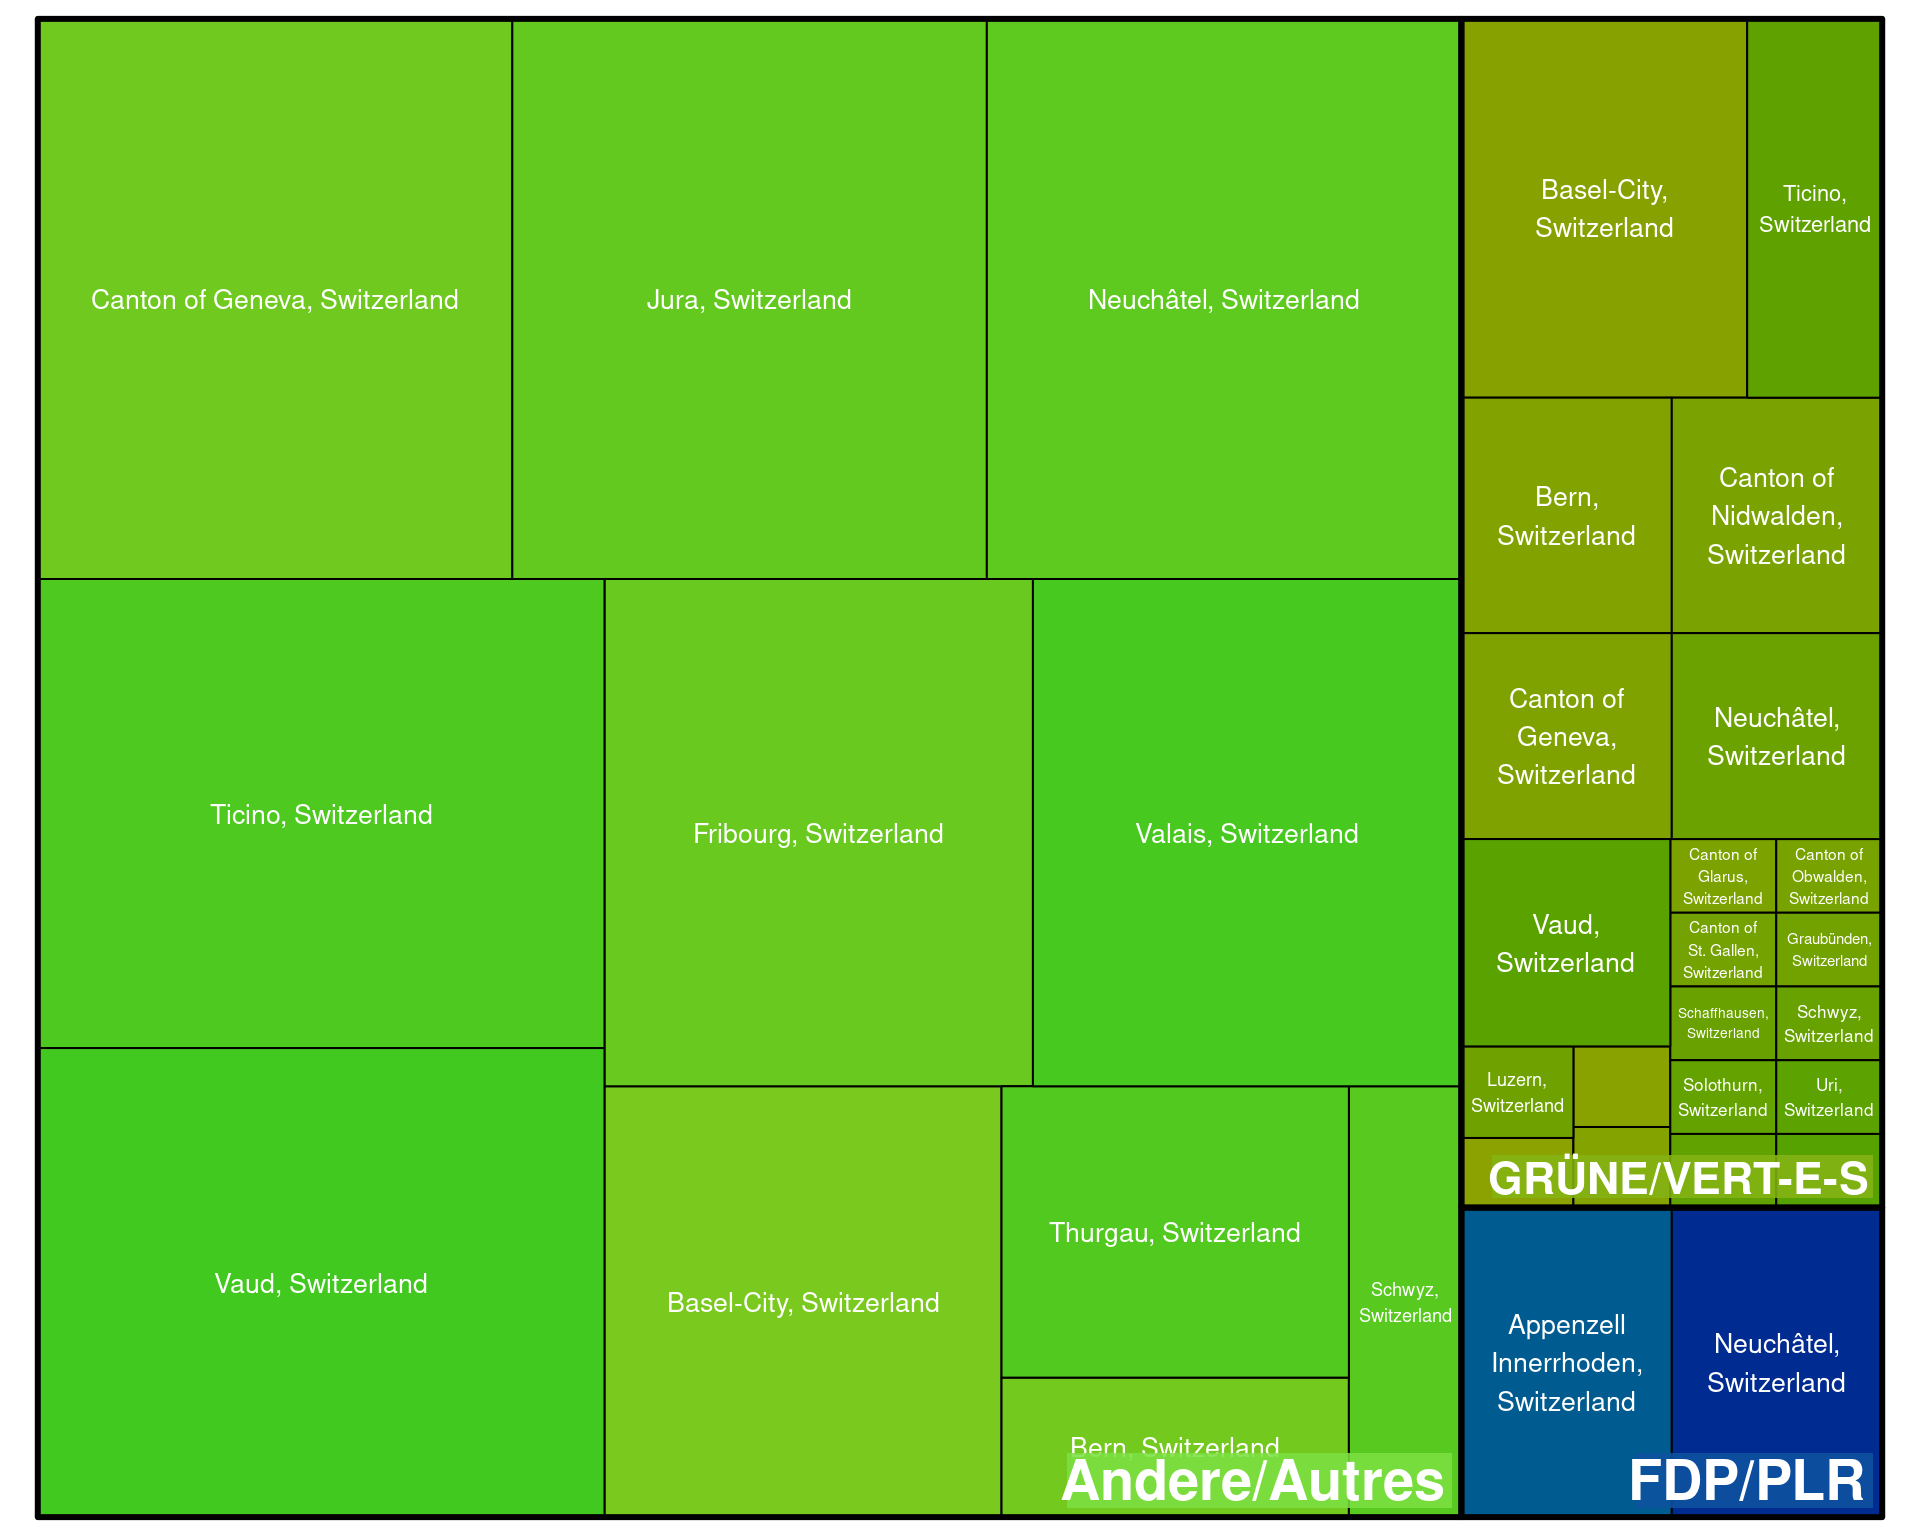 Canton of Geneva, Switzerland
Jura, Switzerland
Neuchâtel, Switzerland
Ticino, Switzerland
Fribourg, Switzerland
Valais, Switzerland
Vaud, Switzerland
Basel-City, Switzerland
Thurgau, Switzerland
Schwyz,
Switzerland
Bern, Switzerland
Andere/Autres
Basel-City,
Switzerland
Ticino,
Switzerland
Bern,
Switzerland
Canton of
Nidwalden,
Switzerland
Canton of
Geneva,
Switzerland
Neuchâtel,
Switzerland
Vaud,
Switzerland
Canton of
Glarus,
Switzerland
Canton of
Obwalden,
Switzerland
Canton of
St. Gallen,
Switzerland
Graubünden,
Switzerland
Schaffhausen,
Switzerland
Schwyz,
Switzerland
Luzern,
Switzerland
Solothurn,
Switzerland
Uri,
Switzerland
GRÜNE/VERT-E-S
Appenzell
Innerrhoden,
Switzerland
Neuchâtel,
Switzerland
FDP/PLR